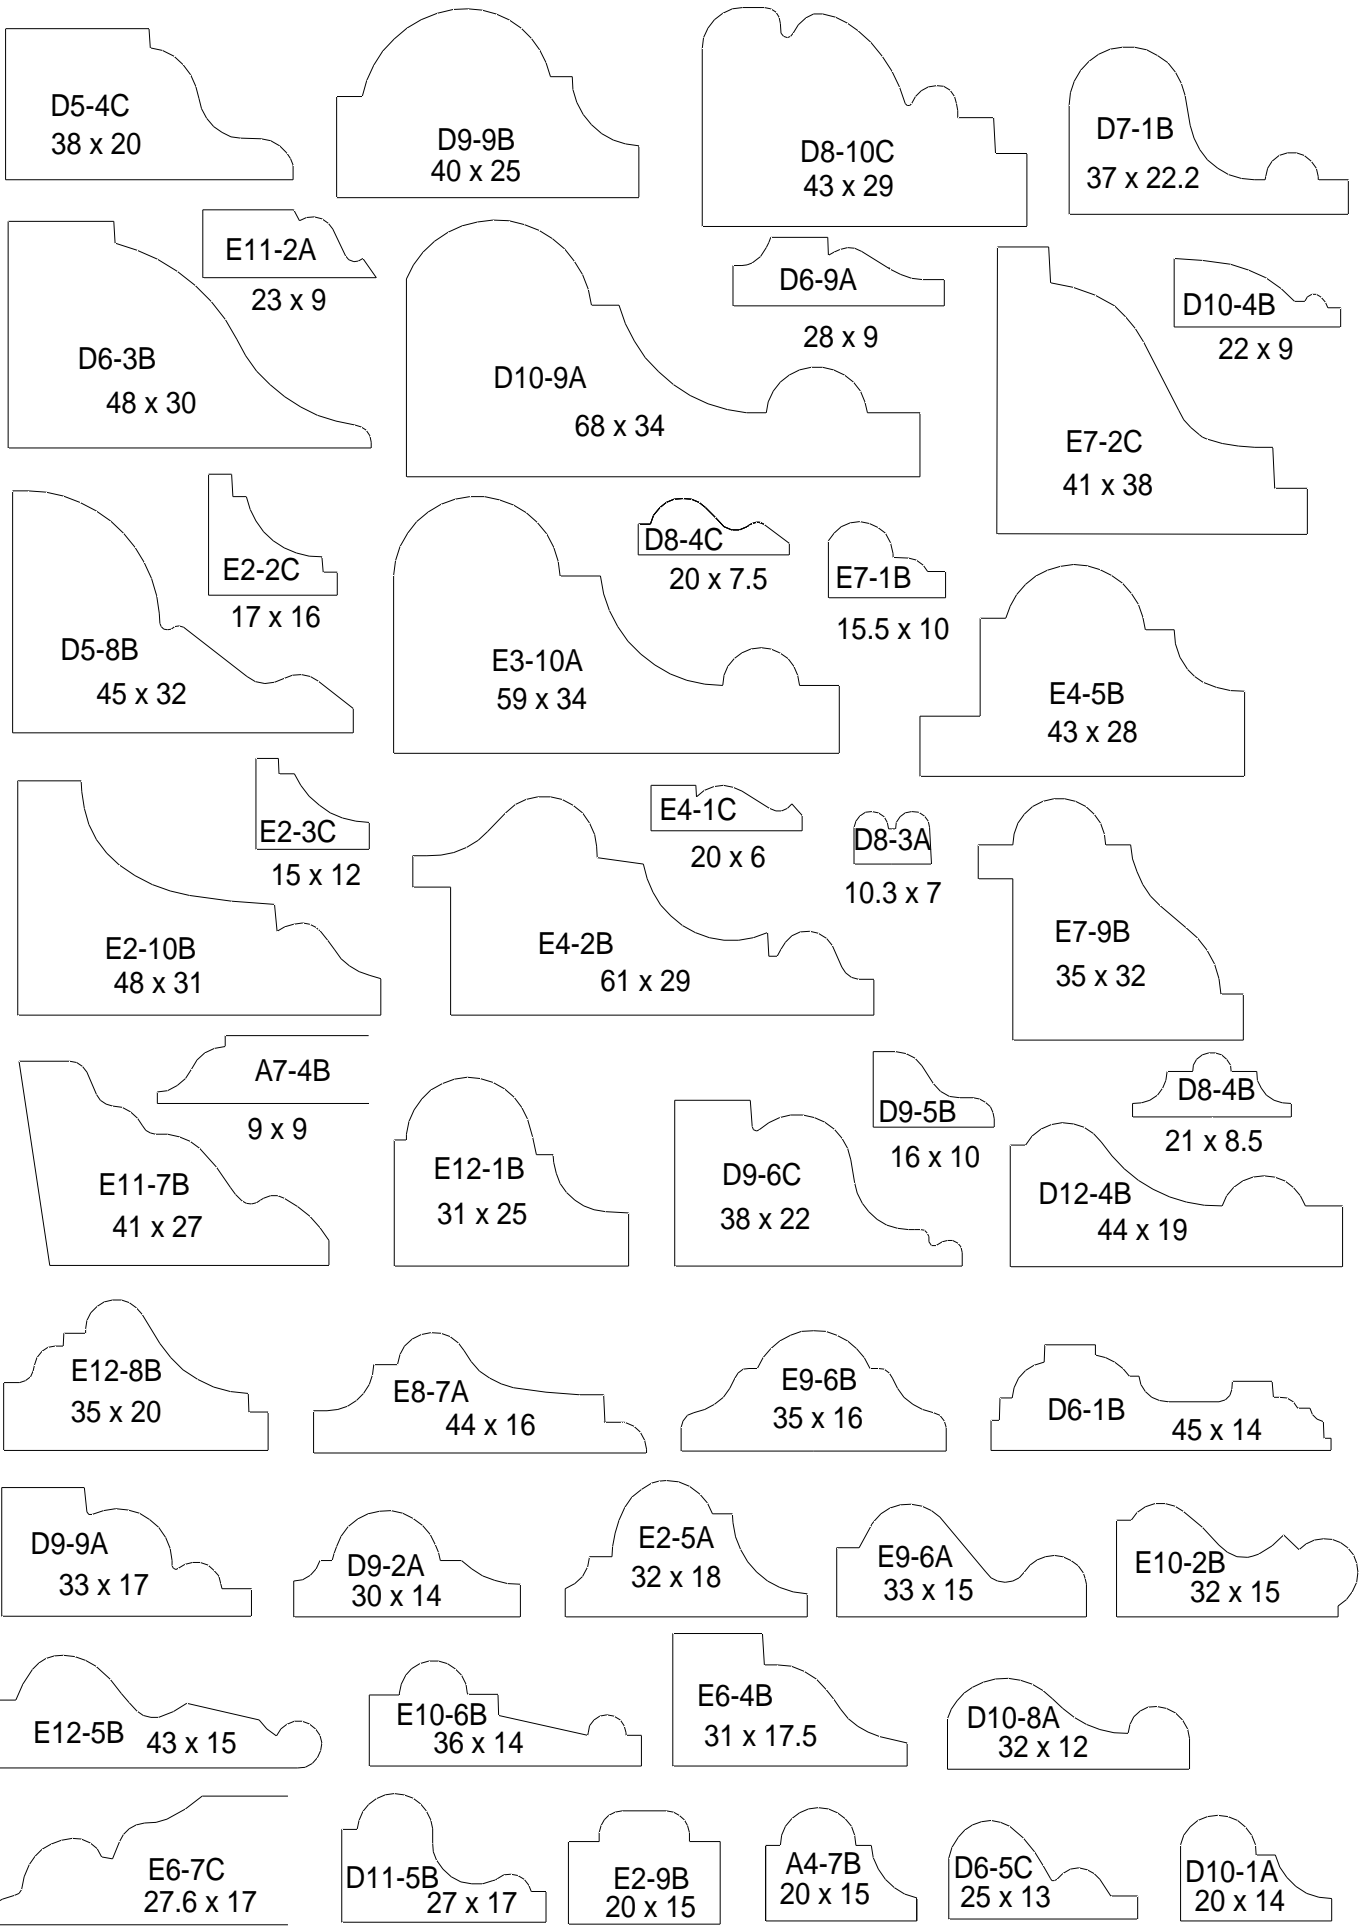 D5-4C
38 x 20
D9-9B
40 x 25
D8-10C
43 x 29
D7-1B
37 x 22.2
D6-3B
48 x 30
E11-2A
23 x 9
D10-9A
68 x 34
D6-9A
28 x 9
E7-2C
41 x 38
D10-4B
22 x 9
D5-8B
45 x 32
E2-2C
17 x 16
E3-10A
59 x 34
D8-4C
20 x 7.5
E7-1B
15.5 x 10
E4-5B
43 x 28
E2-10B
48 x 31
E2-3C
15 x 12
E4-2B
61 x 29
E4-1C
20 x 6
D8-3A
10.3 x 7
E7-9B
35 x 32
E11-7B
41 x 27
A7-4B
9 x 9
E12-1B
31 x 25
D9-6C
38 x 22
D9-5B
16 x 10
D12-4B
44 x 19
D8-4B
21 x 8.5
E12-8B
35 x 20
E8-7A
44 x 16
E9-6B
35 x 16
D6-1B
45 x 14
D9-9A
33 x 17
D9-2A
30 x 14
E2-5A
32 x 18
E9-6A
33 x 15
E10-2B
32 x 15
E12-5B 43 x 15
E10-6B
36 x 14
E6-4B
31 x 17.5
D10-8A
32 x 12
E6-7C
27.6 x 17
D11-5B
27 x 17
E2-9B
20 x 15
A4-7B
20 x 15
D6-5C
25 x 13
D10-1A
20 x 14